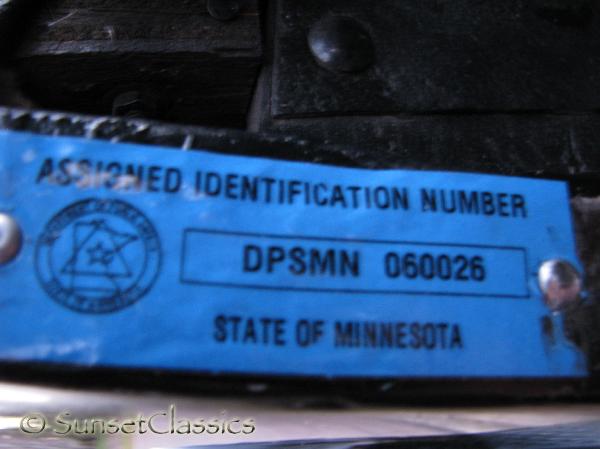 ASSIGNED IDENTIFICATION NUMBER
DPSMN 060026
STATE OF MINNESOTA
© SunsetClassics